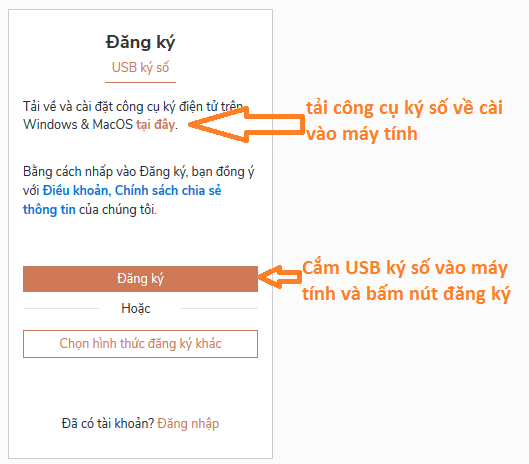 Đăng ký
USB ký số
Tải về và cài đặt công cụ ký điện tử trên
Windows & MacOS tại đây.
tải công cụ ký số về cài
vào máy tính
Bằng cách nhấp vào Đăng ký, bạn đồng ý
với Điều khoản, Chính sách chia sẻ
thông tin của chúng tôi.
Đăng ký
Cắm USB ký số vào máy
tính và bấm nút đăng ký
Hoặc
Chọn hình thức đăng ký khác
Đã có tài khoản? Đăng nhập